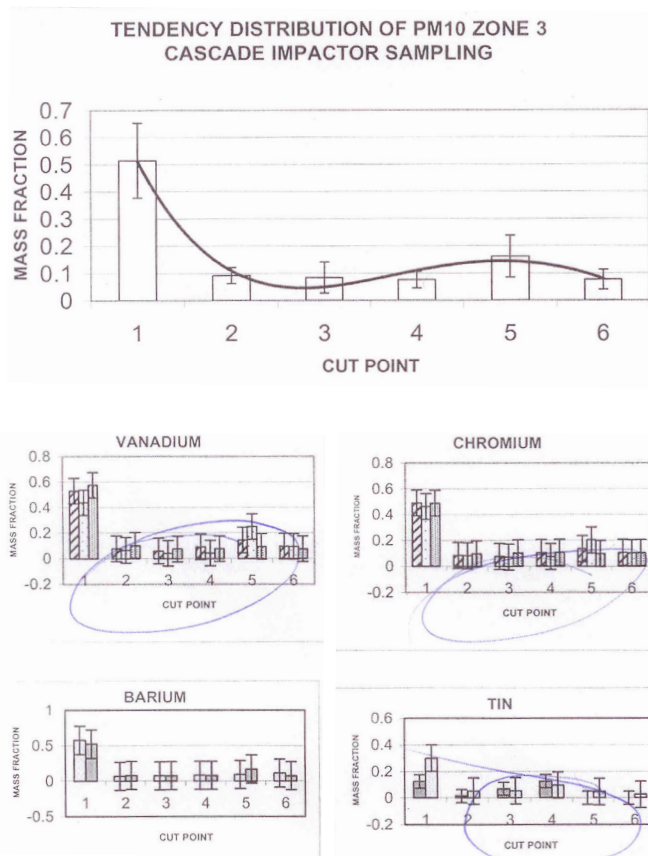 TENDENCY DISTRIBUTION OF PM10 ZONE 3
CASCADE IMPACTOR SAMPLING
MASS FRACTION
0.7
0.6
0.5
0.4
0.3
0.2
0.1
0
1 2 3 4 5 6
CUT POINT
VANADIUM
MASS FRACTION
0.8
0.6
0.4
0.2
0
-0.2
1 2 3 4 5 6
CUT POINT
CHROMIUM
MASS FRACTION
0.8
0.6
0.4
0.2
0
-0.2
1 2 3 4 5 6
CUT POINT
BARIUM
MASS FRACTION
1
0.5
0
-0.5
1 2 3 4 5 6
CUT POINT
TIN
MASS FRACTION
0.6
0.4
0.2
0
-0.2
1 2 3 4 5 6
CUT POINT